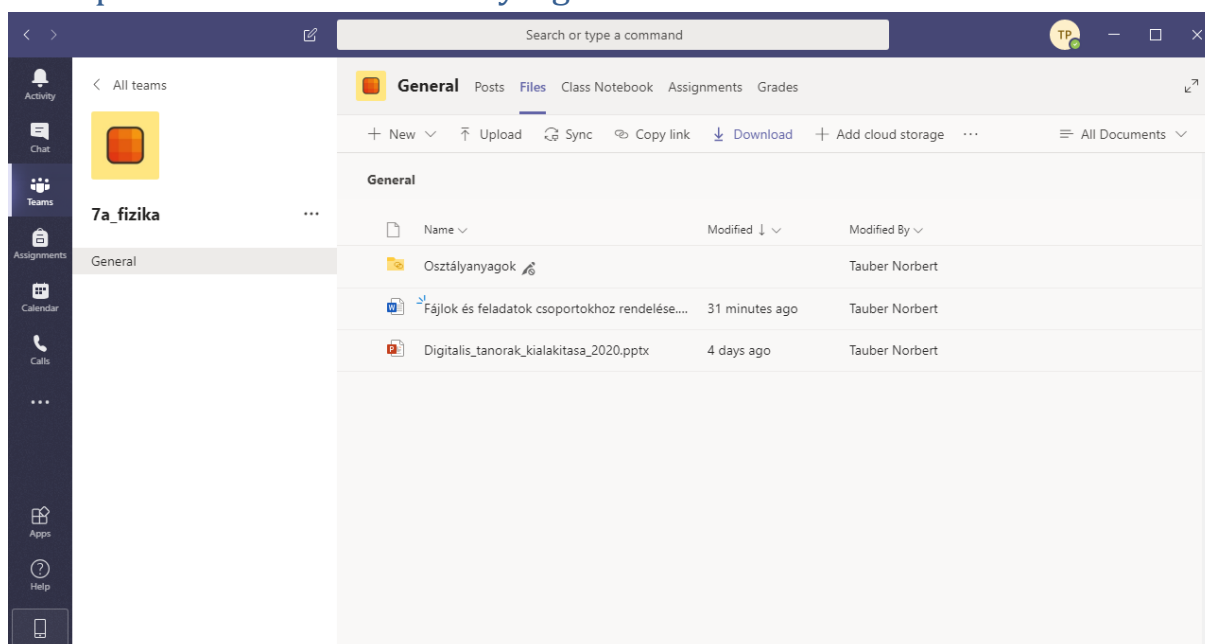 Search or type a command
TP
Activity
Chat
Teams
Assignments
Calendar
Calls
Apps
Help
All teams
7a_fizika
General
General Posts Files Class Notebook Assignments Grades
New Upload Sync Copy link Download Add cloud storage ... All Documents
General
Name Modified Modified By
Osztályanyagok Tauber Norbert
Fájlok és feladatok csoportokhoz rendelése.... 31 minutes ago Tauber Norbert
Digitalis_tanorak_kialakitasa_2020.pptx 4 days ago Tauber Norbert